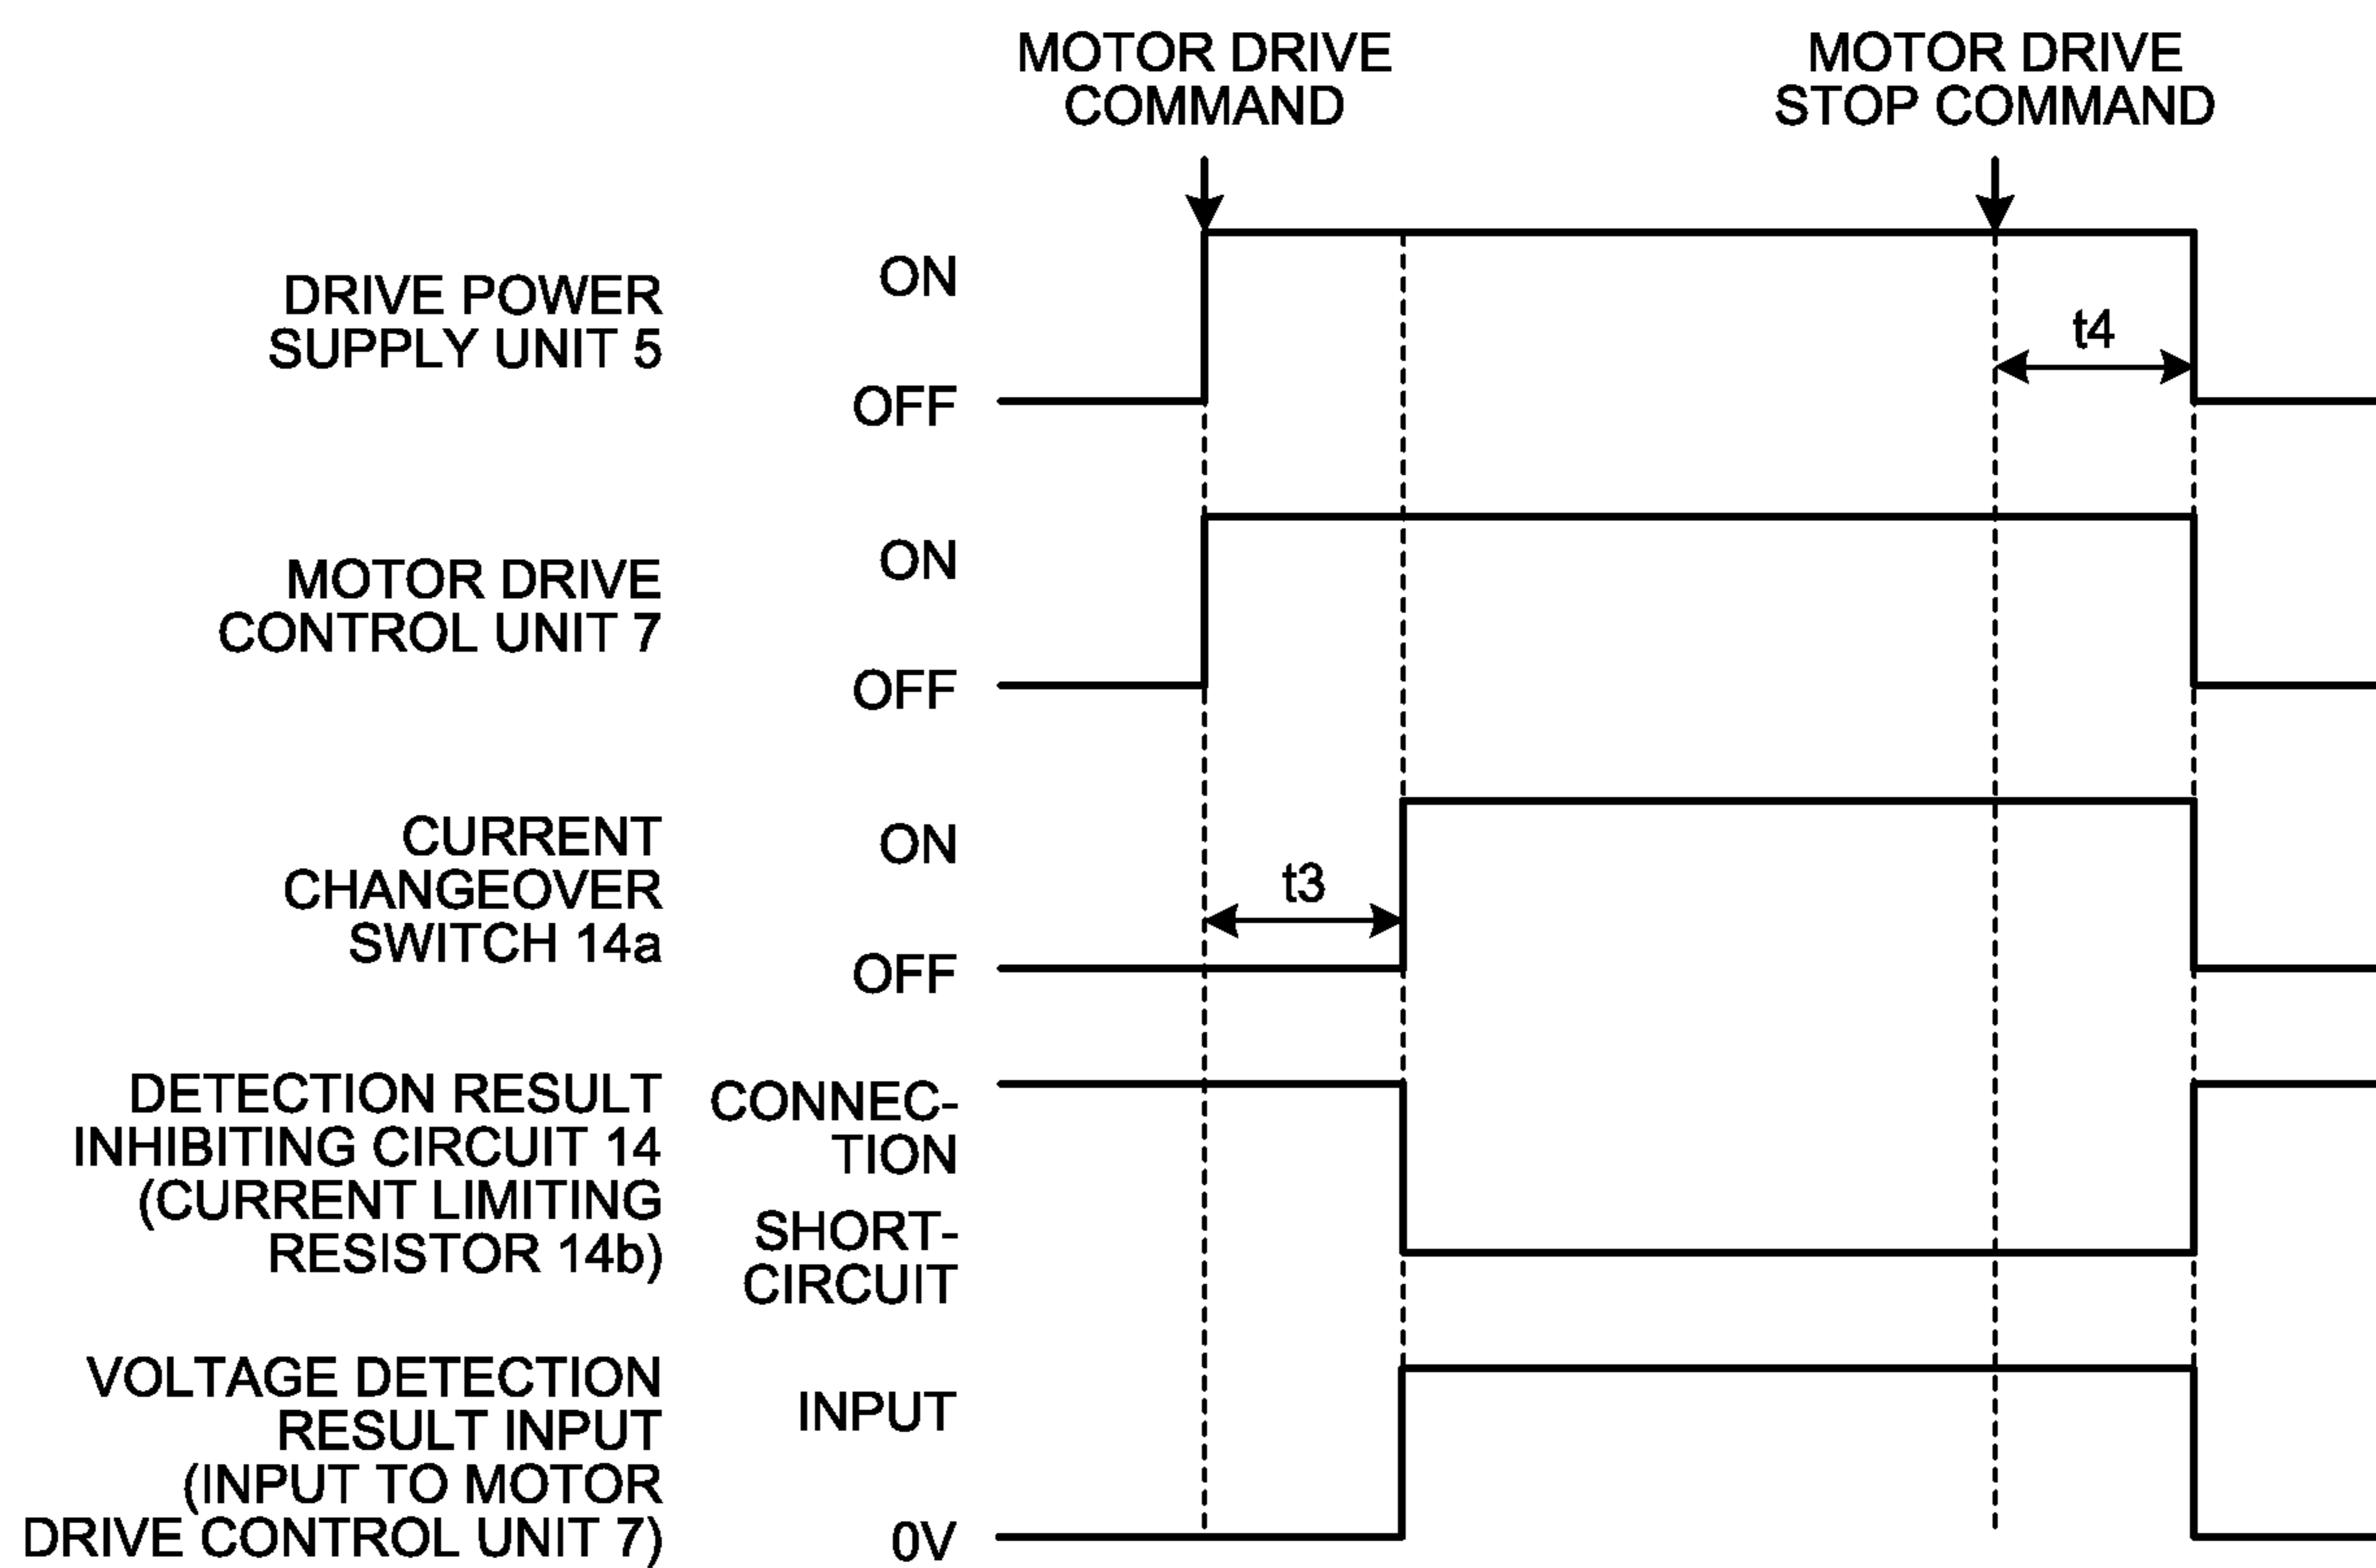 MOTOR DRIVE
COMMAND
MOTOR DRIVE
STOP COMMAND
DRIVE POWER
SUPPLY UNIT 5
ON
OFF
t4
MOTOR DRIVE
CONTROL UNIT 7
ON
OFF
CURRENT
CHANGEOVER
SWITCH 14a
ON
OFF
t3
DETECTION RESULT
INHIBITING CIRCUIT 14
(CURRENT LIMITING
RESISTOR 14b)
CONNEC-
TION
SHORT-
CIRCUIT
VOLTAGE DETECTION
RESULT INPUT
(INPUT TO MOTOR
DRIVE CONTROL UNIT 7)
INPUT
0V